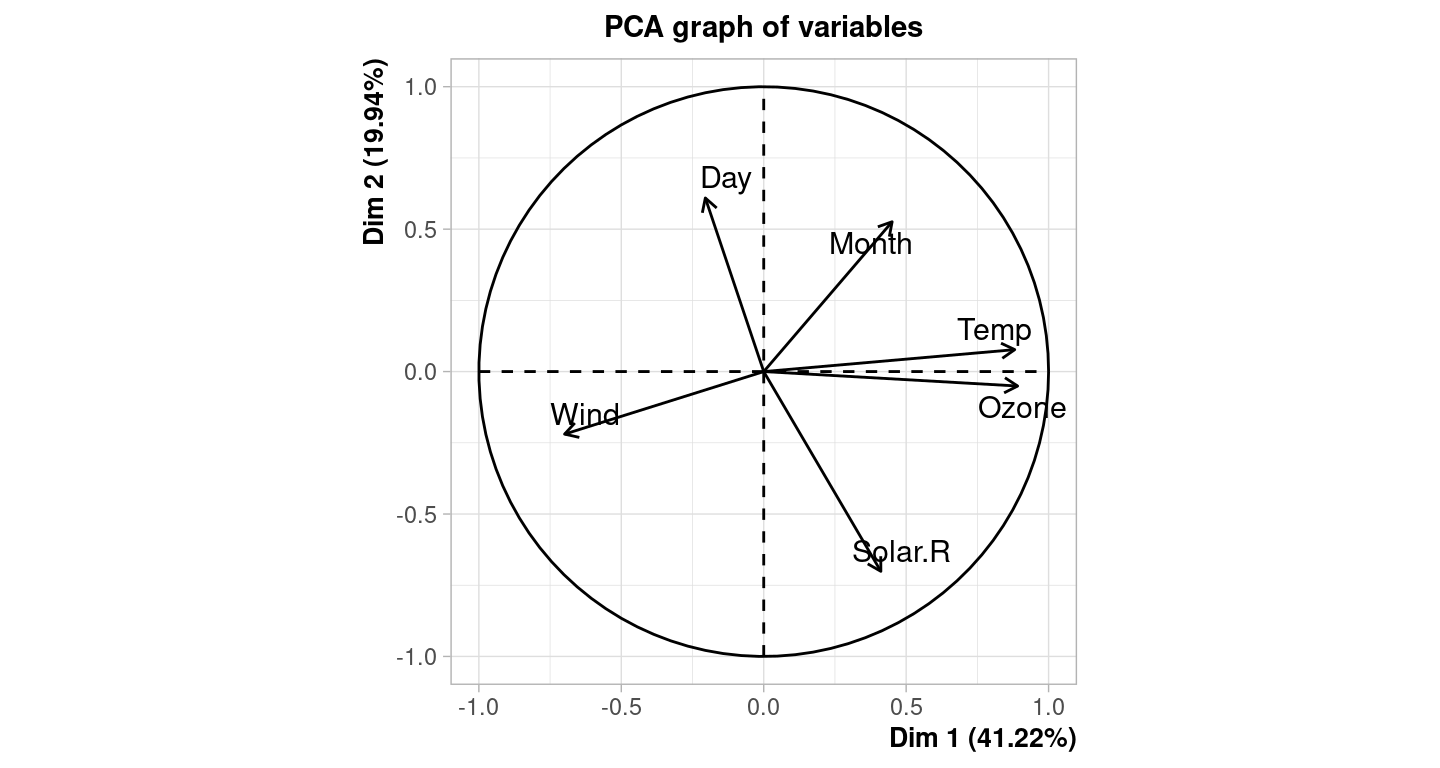 PCA graph of variables
Dim 2 (19.94%)
1.0
0.5
0.0
-0.5
-1.0
Day
Month
Temp
Ozone
Wind
Solar.R
-1.0
-0.5
0.0
0.5
1.0
Dim 1 (41.22%)